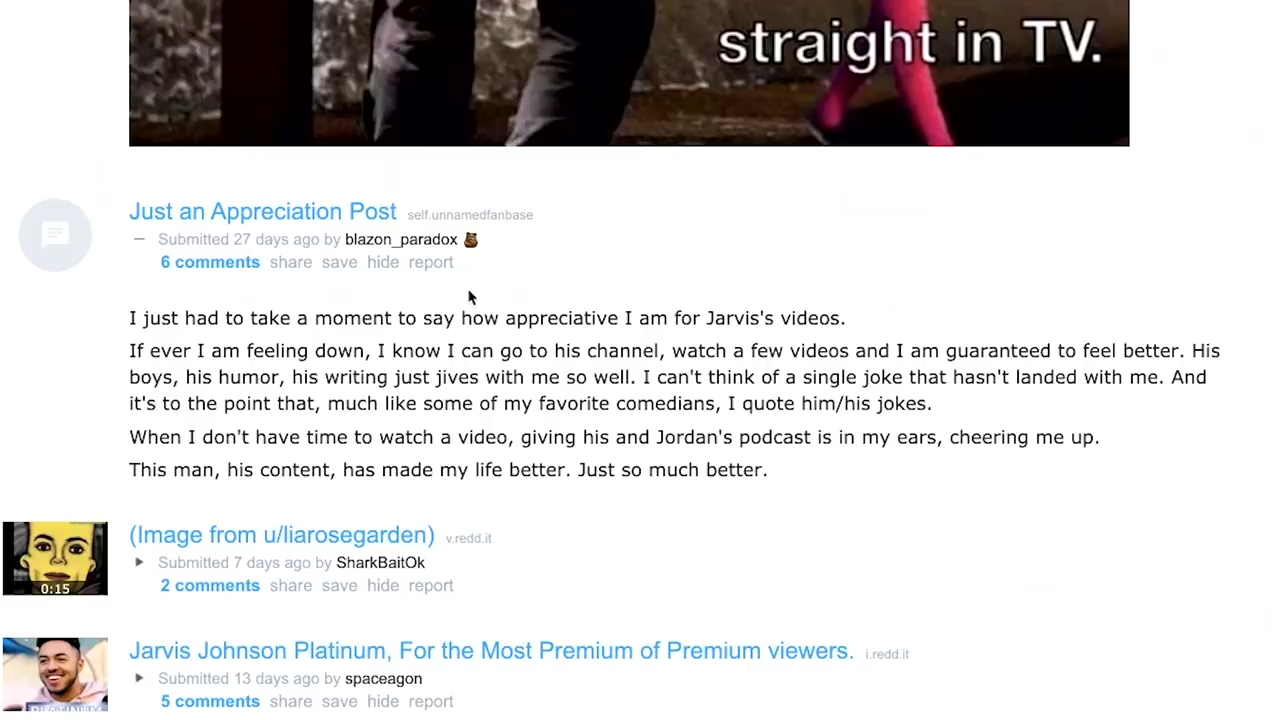 straight in TV.
Just an Appreciation Post self.unnamedfanbase
Submitted 27 days ago by blazon_paradox
6 comments share save hide report
I just had to take a moment to say how appreciative I am for Jarvis's videos.
If ever I am feeling down, I know I can go to his channel, watch a few videos and I am guaranteed to feel better. His
boys, his humor, his writing just jives with me so well. I can't think of a single joke that hasn't landed with me. And
it's to the point that, much like some of my favorite comedians, I quote him/his jokes.
When I don't have time to watch a video, giving his and Jordan's podcast is in my ears, cheering me up.
This man, his content, has made my life better. Just so much better.
(Image from u/liarosegarden) v.redd.it
Submitted 7 days ago by SharkBaitOk
0:15
2 comments share save hide report
Jarvis Johnson Platinum, For the Most Premium of Premium viewers. i.redd.it
Submitted 13 days ago by spaceagon
5 comments share save hide report
PLATINUM